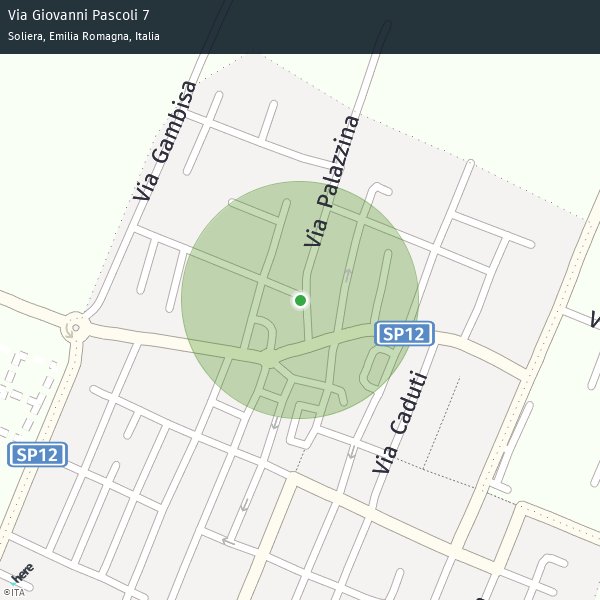 Via Giovanni Pascoli 7
Soliera, Emilia Romagna, Italia
Via Gambisa
Via Palazzina
SP12
Via Caduti
SP12
here
©ITA